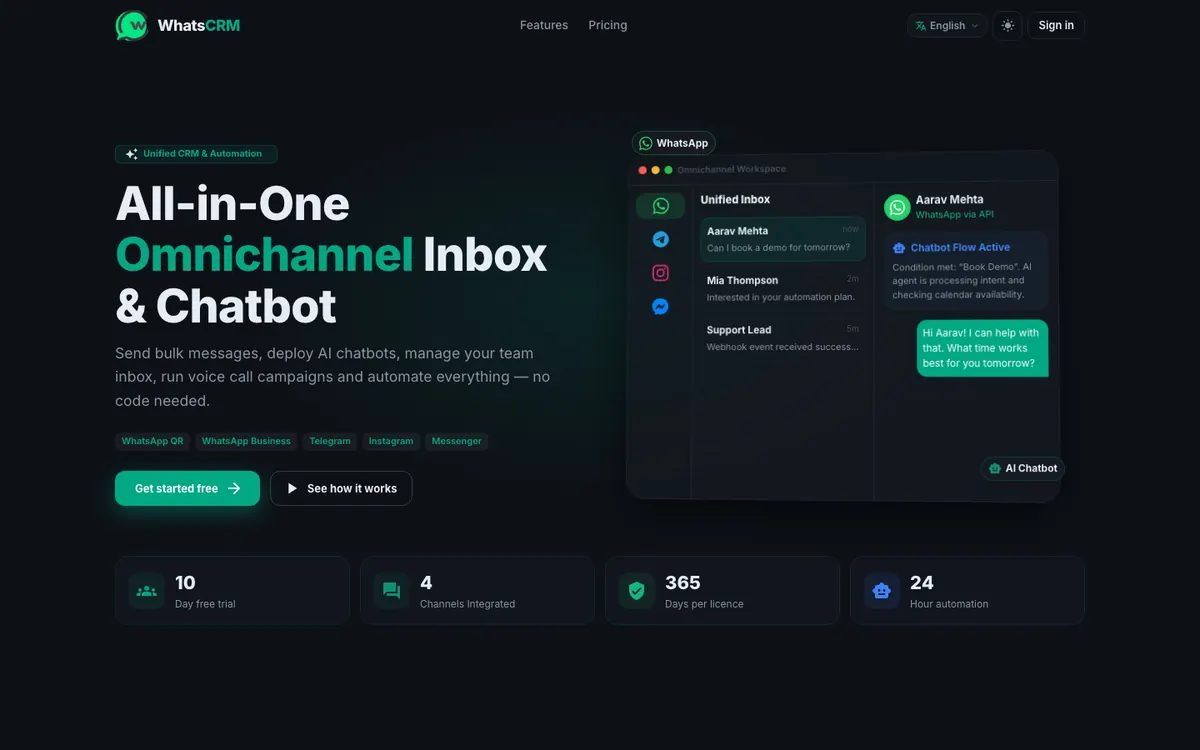 WhatsCRM
Features
Pricing
English
Sign in
Unified CRM & Automation
All-in-One
Omnichannel Inbox
& Chatbot
Send bulk messages, deploy AI chatbots, manage your team
inbox, run voice call campaigns and automate everything — no
code needed.
WhatsApp QR
WhatsApp Business
Telegram
Instagram
Messenger
Get started free
See how it works
WhatsApp
Omnichannel Workspace
Unified Inbox
Aarav Mehta
now
Can I book a demo for tomorrow?
Mia Thompson
2m
Interested in your automation plan.
Support Lead
5m
Webhook event received success...
Aarav Mehta
WhatsApp via API
Chatbot Flow Active
Condition met: "Book Demo". AI
agent is processing intent and
checking calendar availability.
Hi Aarav! I can help with
that. What time works
best for you tomorrow?
AI Chatbot
10
Day free trial
4
Channels Integrated
365
Days per licence
24
Hour automation